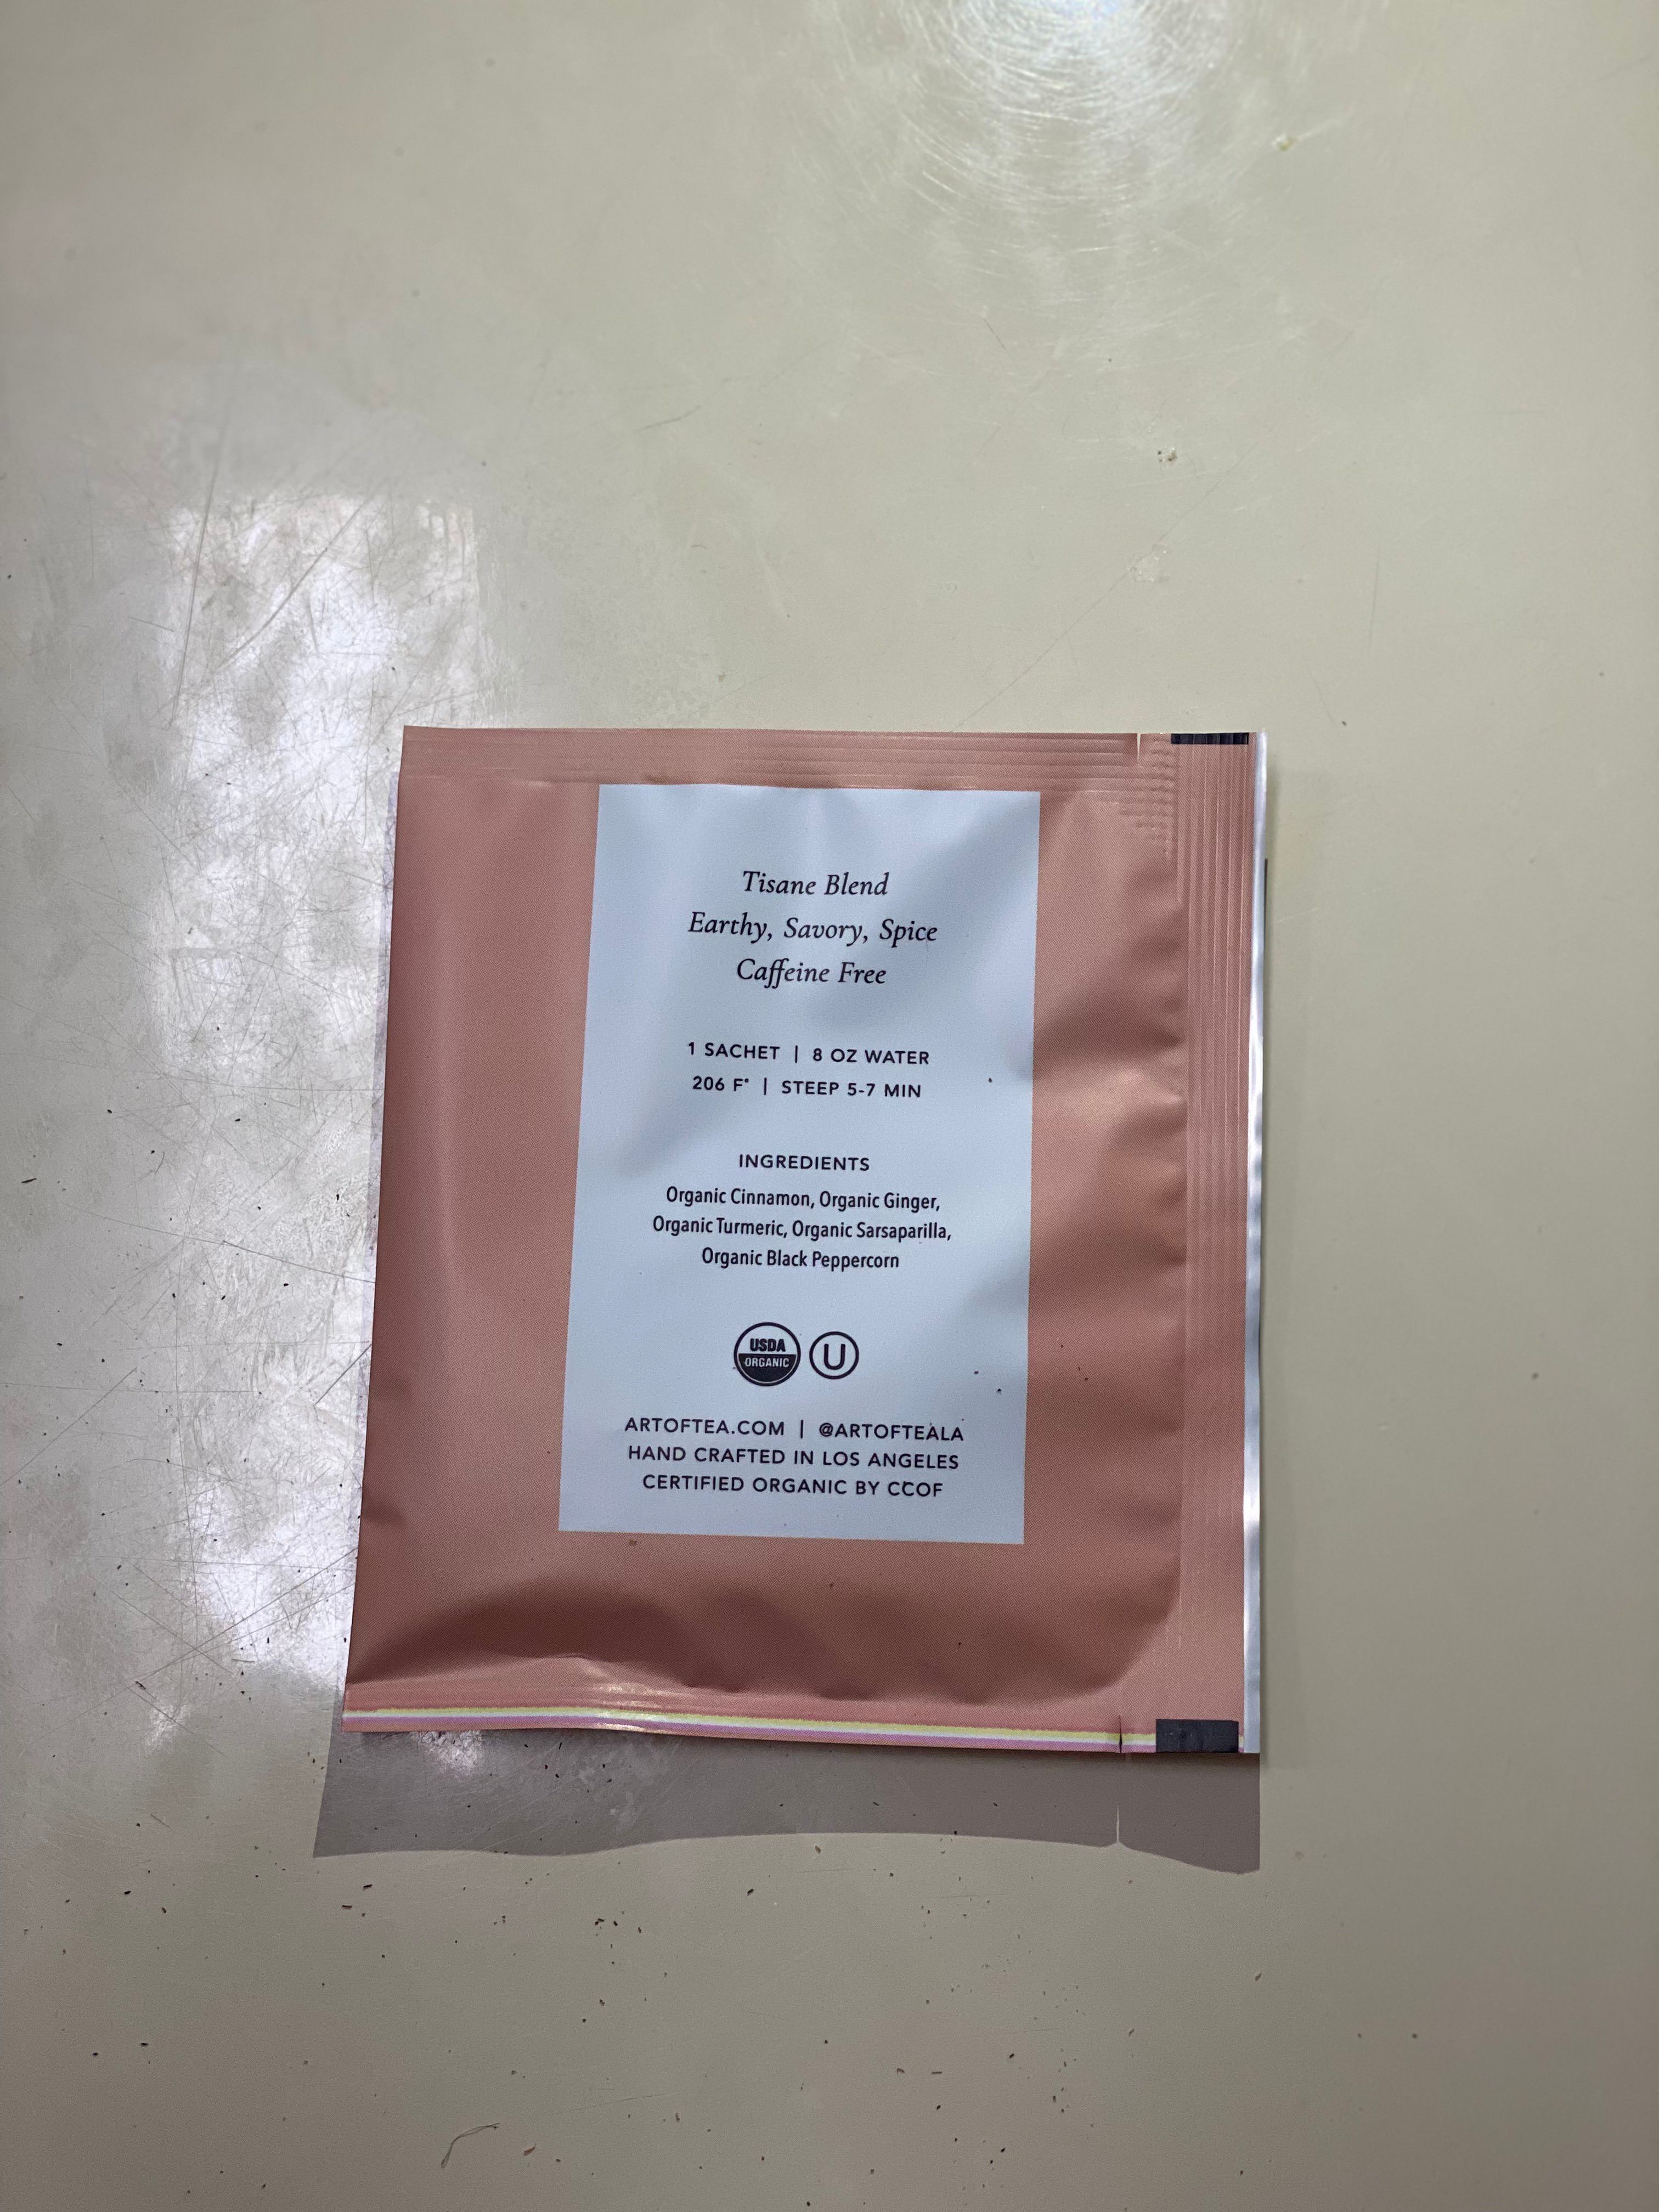 Tisane Blend
Earthy, Savory, Spice
Caffeine Free
1 SACHET | 8 OZ WATER
206 F° | STEEP 5-7 MIN
INGREDIENTS
Organic Cinnamon, Organic Ginger,
Organic Turmeric, Organic Sarsaparilla,
Organic Black Peppercorn
USDA
ORGANIC
U
ARTOFTEA.COM | @ARTOFTEALA
HAND CRAFTED IN LOS ANGELES
CERTIFIED ORGANIC BY CCOF